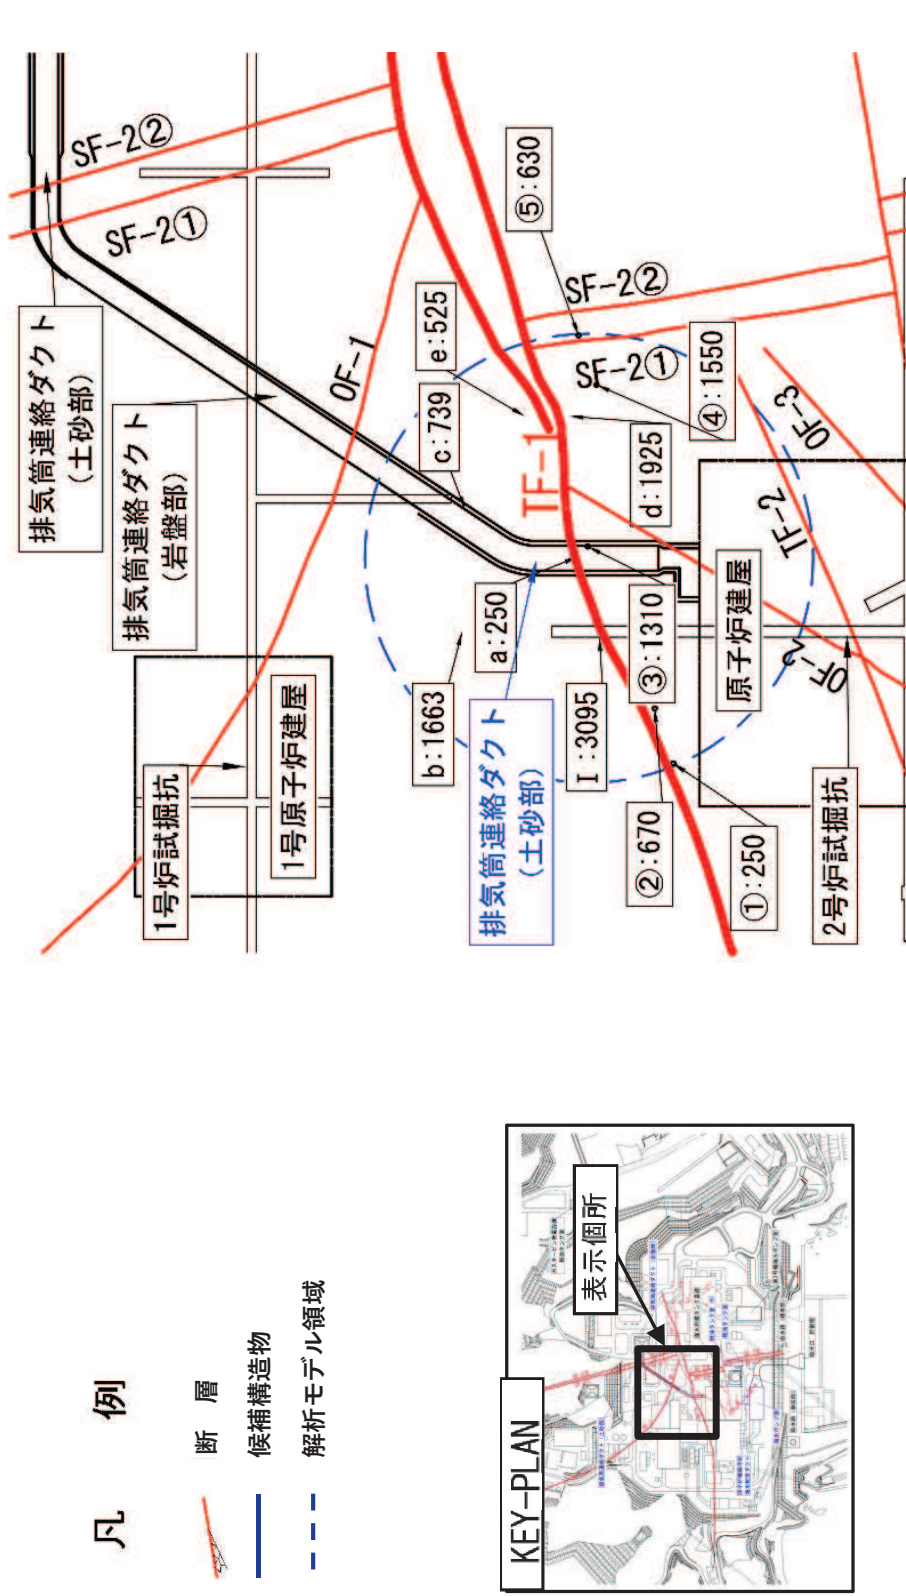 凡 例
断 層
候補構造物
解析モデル領域
KEY-PLAN
表示個所
排気筒連絡ダクト
(土砂部)
排気筒連絡ダクト
(岩盤部)
1号炉試掘抗
1号原子炉建屋
SF-2②
SF-2①
OF-1
c:739
e:525
b:1663
a:250
排気筒連絡ダクト
(土砂部)
TF-1
⑤:630
SF-2②
SF-2①
④:1550
d:1925
I:3095
③:1310
②:670
①:250
原子炉建屋
2号炉試掘抗
OF-3
TF-2
OF-2